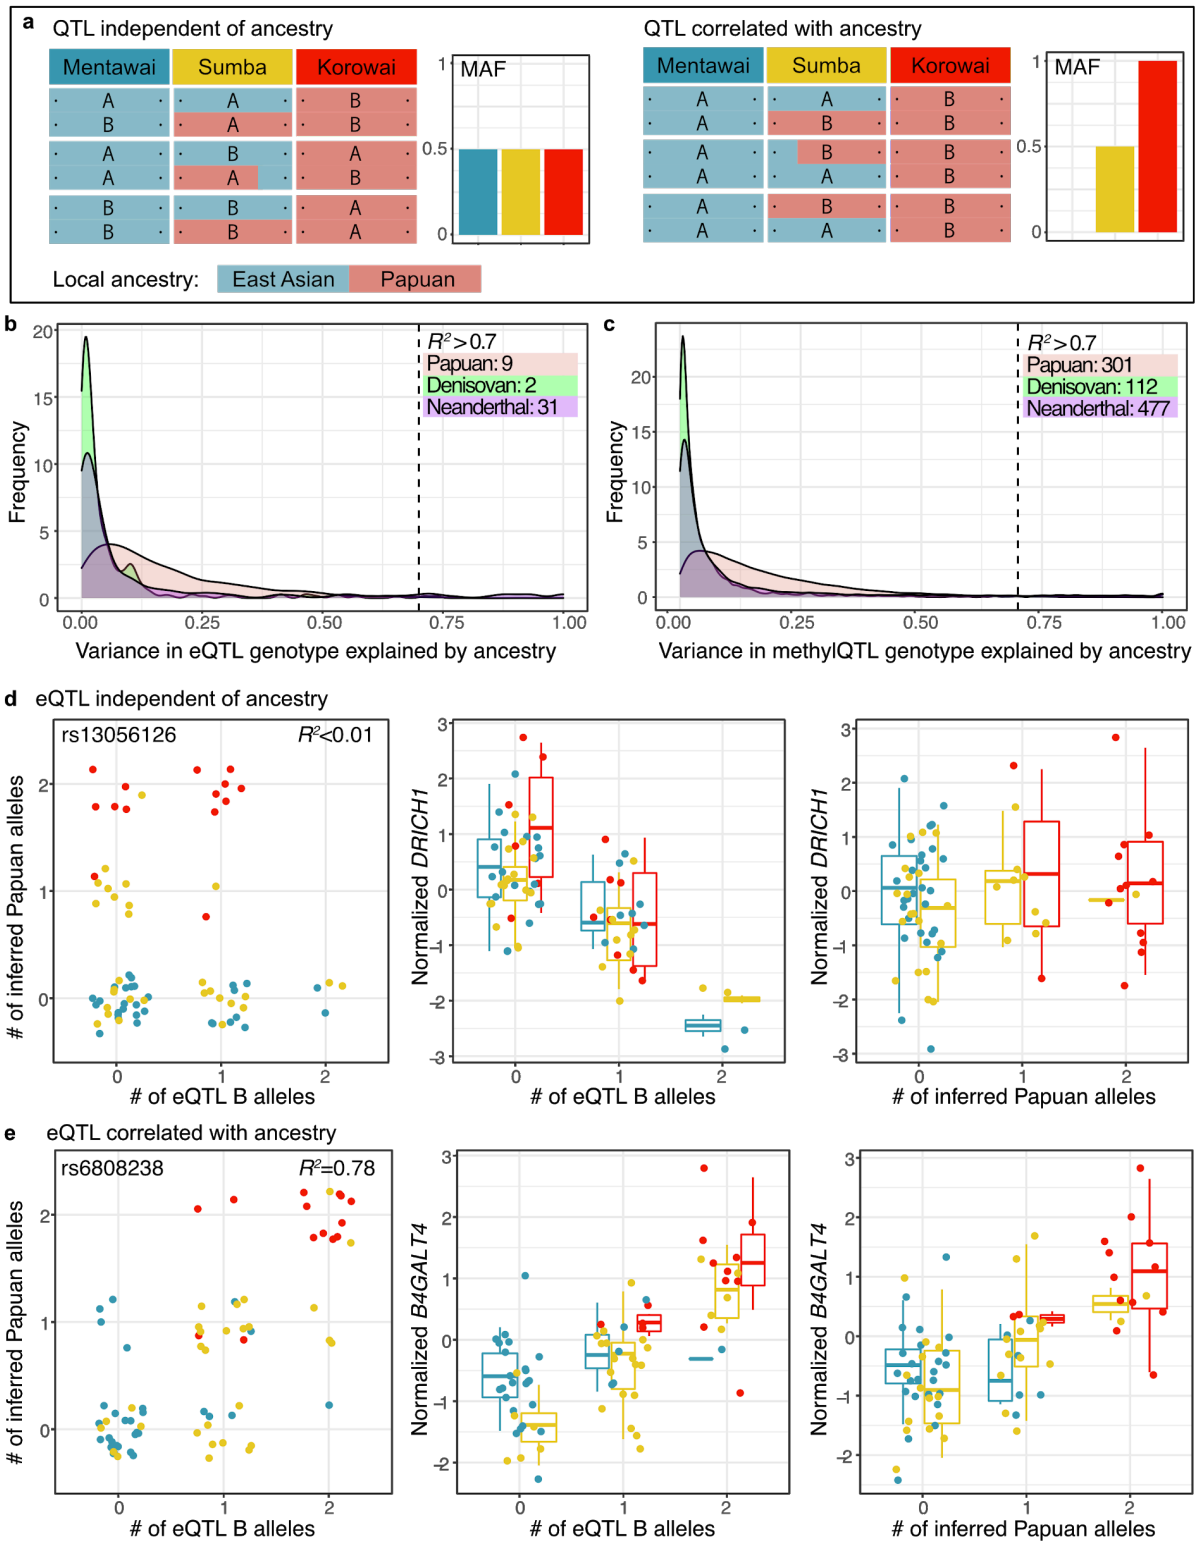 a
QTL independent of ancestry
Mentawai Sumba Korowai
A A B
B A B
A B A
A A B
B B A
B B A
MAF
1
0.5
0
QTL correlated with ancestry
Mentawai Sumba Korowai
A A B
A B B
A B B
A A B
A B B
A A B
MAF
1
0.5
0
Local ancestry: East Asian Papuan
b
R²>0.7
Papuan: 9
Denisovan: 2
Neanderthal: 31
Frequency
20
15
10
5
0
0.00 0.25 0.50 0.75 1.00
Variance in eQTL genotype explained by ancestry
c
R²>0.7
Papuan: 301
Denisovan: 112
Neanderthal: 477
Frequency
20
15
10
5
0
0.00 0.25 0.50 0.75 1.00
Variance in methylQTL genotype explained by ancestry
d eQTL independent of ancestry
rs13056126 R²<0.01
# of inferred Papuan alleles
2
1
0
0 1 2
# of eQTL B alleles
Normalized DRICH1
3
2
1
0
-1
-2
-3
0 1 2
# of eQTL B alleles
Normalized DRICH1
3
2
1
0
-1
-2
-3
0 1 2
# of inferred Papuan alleles
e eQTL correlated with ancestry
rs6808238 R²=0.78
# of inferred Papuan alleles
2
1
0
0 1 2
# of eQTL B alleles
Normalized B4GALT4
3
2
1
0
-1
-2
0 1 2
# of eQTL B alleles
Normalized B4GALT4
3
2
1
0
-1
-2
0 1 2
# of inferred Papuan alleles